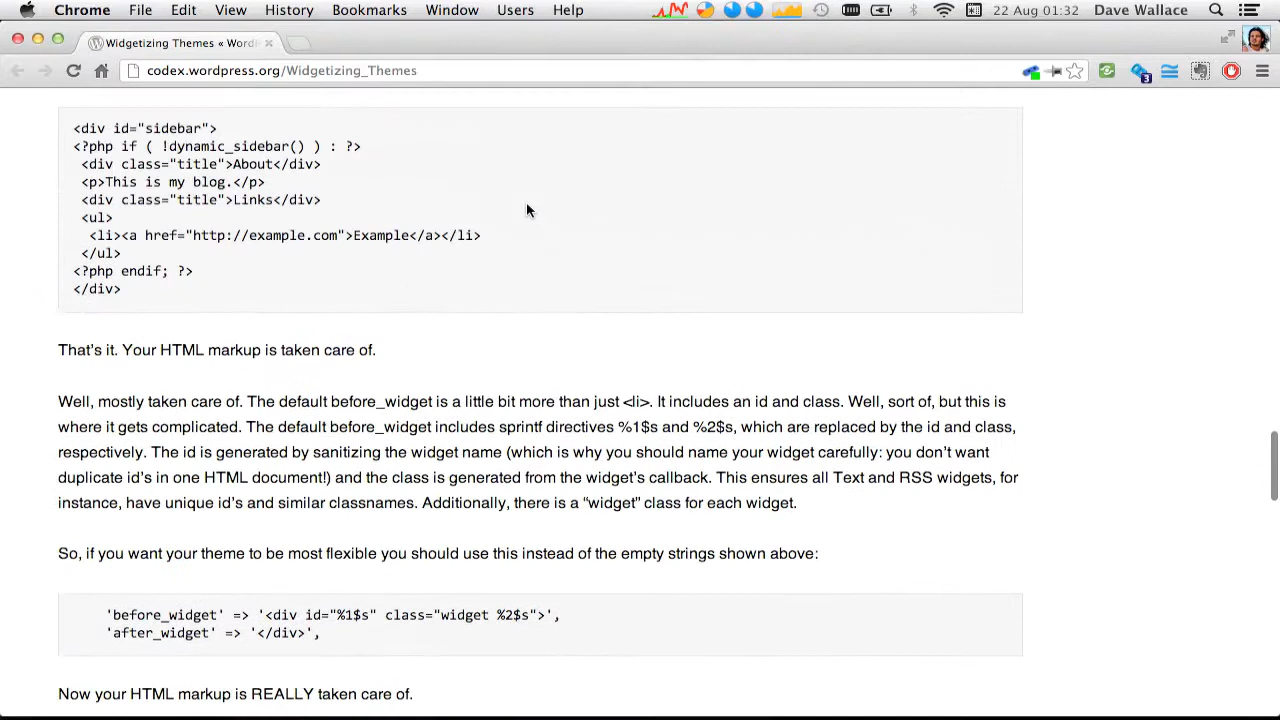 Chrome File Edit View History Bookmarks Window Users Help 22 Aug 01:32 Dave Wallace
Widgetizing Themes « WordP
codex.wordpress.org/Widgetizing_Themes
3
<div id="sidebar">
<?php if ( !dynamic_sidebar() ) : ?>
<div class="title">About</div>
<p>This is my blog.</p>
<div class="title">Links</div>
<ul>
<li><a href="http://example.com">Example</a></li>
</ul>
<?php endif; ?>
</div>
That’s it. Your HTML markup is taken care of.
Well, mostly taken care of. The default before_widget is a little bit more than just <li>. It includes an id and class. Well, sort of, but this is
where it gets complicated. The default before_widget includes sprintf directives %1$s and %2$s, which are replaced by the id and class,
respectively. The id is generated by sanitizing the widget name (which is why you should name your widget carefully: you don’t want
duplicate id’s in one HTML document!) and the class is generated from the widget’s callback. This ensures all Text and RSS widgets, for
instance, have unique id’s and similar classnames. Additionally, there is a “widget” class for each widget.
So, if you want your theme to be most flexible you should use this instead of the empty strings shown above:
'before_widget' => '<div id="%1$s" class="widget %2$s">',
'after_widget' => '</div>',
Now your HTML markup is REALLY taken care of.